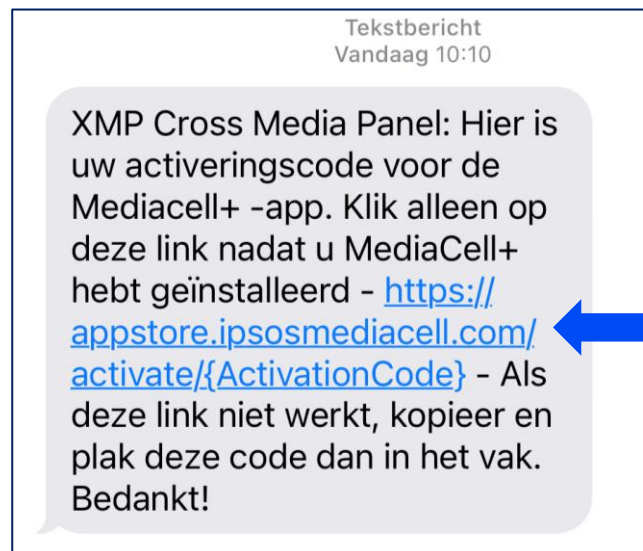 Tekstbericht
Vandaag 10:10
XMP Cross Media Panel: Hier is
uw activeringscode voor de
Mediacell+ -app. Klik alleen op
deze link nadat u MediaCell+
hebt geïnstalleerd - https://
appstore.ipsosmediacell.com/
activate/{ActivationCode} - Als
deze link niet werkt, kopieer en
plak deze code dan in het vak.
Bedankt!